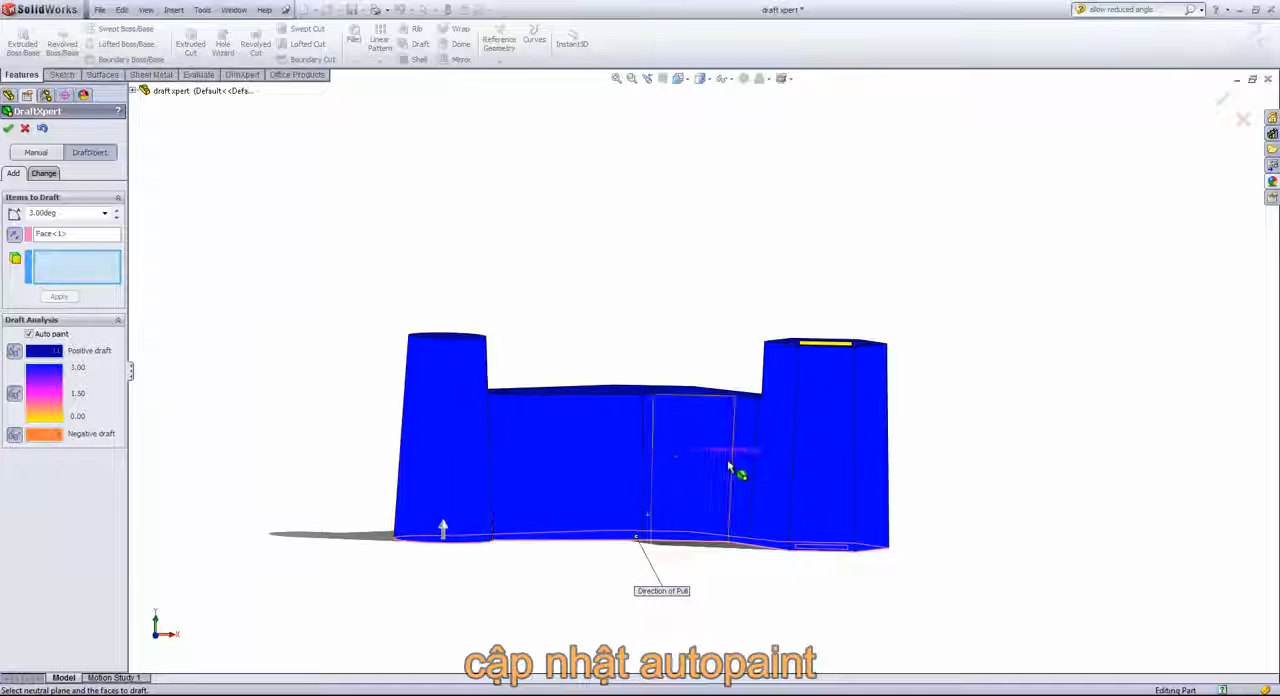 SolidWorks File Edit View Insert Tools Window Help draft xpert * allow reduced angle
Extruded Boss/Base Revolved Boss/Base Swept Boss/Base Lofted Boss/Base Boundary Boss/Base Extruded Cut Hole Wizard Revolved Cut Swept Cut Lofted Cut Boundary Cut Fillet Linear Pattern Rib Draft Shell Wrap Dome Mirror Reference Geometry Curves Instant3D
Features Sketch Surfaces Sheet Metal Evaluate DimXpert Office Products
draft xpert (Default<<Defa...
DraftXpert ?
Manual DraftXpert
Add Change
Items to Draft
3.00deg
Face<1>
Apply
Draft Analysis
Auto paint
Positive draft
3.00
1.50
0.00
Negative draft
Direction of Pull
Y
X
cập nhật autopaint
Model Motion Study 1
Select neutral plane and the faces to draft. Editing Part